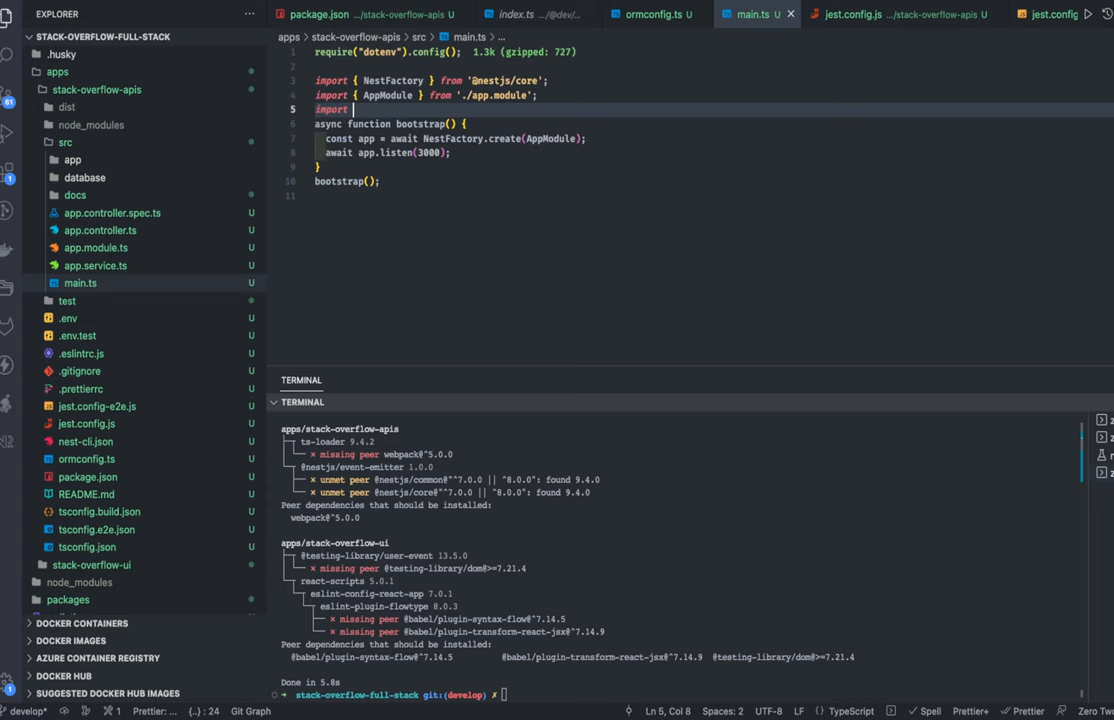 EXPLORER
STACK-OVERFLOW-FULL-STACK
.husky
apps
stack-overflow-apis
dist
node_modules
src
app
database
docs
app.controller.spec.ts U
app.controller.ts U
app.module.ts U
app.service.ts U
main.ts U
test
.env U
.env.test U
.eslintrc.js U
.gitignore U
.prettierrc U
jest.config-e2e.js U
jest.config.js U
nest-cli.json U
ormconfig.ts U
package.json U
README.md U
tsconfig.build.json U
tsconfig.e2e.json U
tsconfig.json U
stack-overflow-ui
node_modules
packages
DOCKER CONTAINERS
DOCKER IMAGES
AZURE CONTAINER REGISTRY
DOCKER HUB
SUGGESTED DOCKER HUB IMAGES
61
1
1
package.json .../stack-overflow-apis U
index.ts .../@dev/...
ormconfig.ts U
main.ts U
jest.config.js .../stack-overflow-apis U
jest.config
apps > stack-overflow-apis > src > main.ts > ...
1 require("dotenv").config(); 1.3k (gzipped: 727)
2
3 import { NestFactory } from '@nestjs/core';
4 import { AppModule } from './app.module';
5 import
6 async function bootstrap() {
7 const app = await NestFactory.create(AppModule);
8 await app.listen(3000);
9 }
10 bootstrap();
11
TERMINAL
TERMINAL
apps/stack-overflow-apis
ts-loader 9.4.2
✕ missing peer webpack@^5.0.0
@nestjs/event-emitter 1.0.0
✕ unmet peer @nestjs/common@"^7.0.0 || ^8.0.0": found 9.4.0
✕ unmet peer @nestjs/core@"^7.0.0 || ^8.0.0": found 9.4.0
Peer dependencies that should be installed:
webpack@^5.0.0
apps/stack-overflow-ui
@testing-library/user-event 13.5.0
✕ missing peer @testing-library/dom@>=7.21.4
react-scripts 5.0.1
eslint-config-react-app 7.0.1
eslint-plugin-flowtype 8.0.3
✕ missing peer @babel/plugin-syntax-flow@^7.14.5
✕ missing peer @babel/plugin-transform-react-jsx@^7.14.9
Peer dependencies that should be installed:
@babel/plugin-syntax-flow@^7.14.5 @babel/plugin-transform-react-jsx@^7.14.9 @testing-library/dom@>=7.21.4
Done in 5.8s
➜ stack-overflow-full-stack git:(develop) ✗
develop* 1 Prettier: ... {..} : 24 Git Graph Ln 5, Col 8 Spaces: 2 UTF-8 LF {} TypeScript Spell Prettier+ Prettier Zero Two